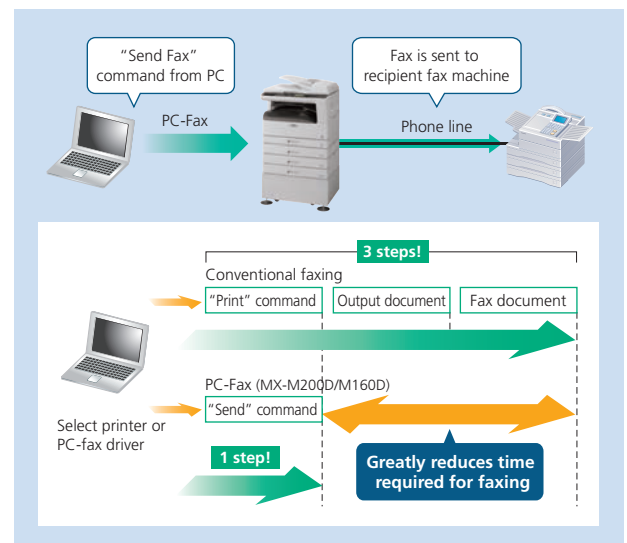 “Send Fax”
command from PC
Fax is sent to
recipient fax machine
PC-Fax
Phone line
3 steps!
Conventional faxing
“Print” command
Output document
Fax document
PC-Fax (MX-M200D/M160D)
“Send” command
Select printer or
PC-fax driver
1 step!
Greatly reduces time
required for faxing